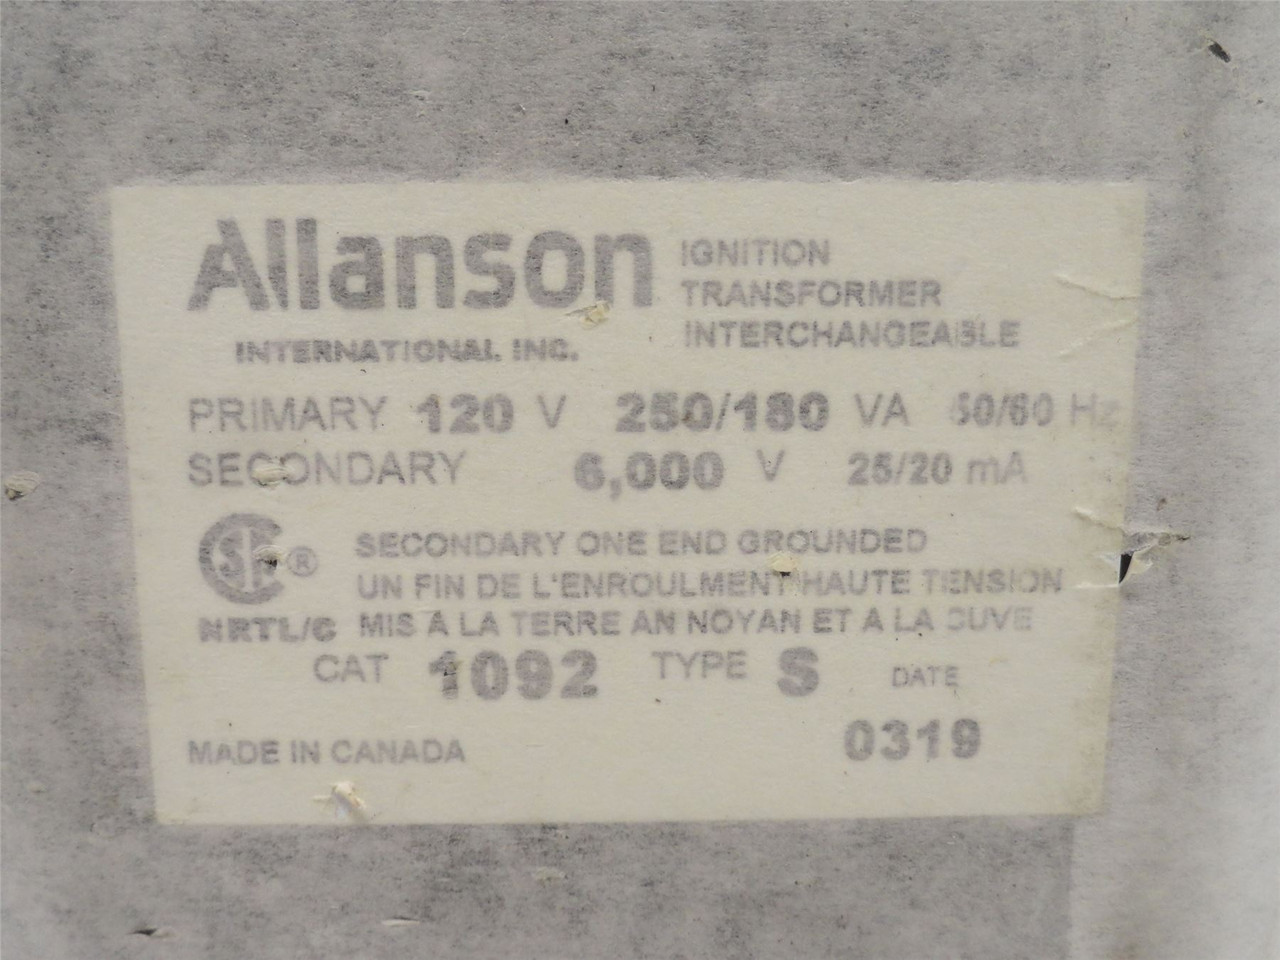 Allanson
INTERNATIONAL INC.
IGNITION
TRANSFORMER
INTERCHANGEABLE
PRIMARY 120 V 250/180 VA 50/60 Hz
SECONDARY 6,000 V 25/20 mA
SECONDARY ONE END GROUNDED
UN FIN DE L'ENROULMENT HAUTE TENSION
MIS A LA TERRE AN NOYAN ET A LA CUVE
CSA ®
NRTL/C
CAT 1092 TYPE S DATE
MADE IN CANADA 0319